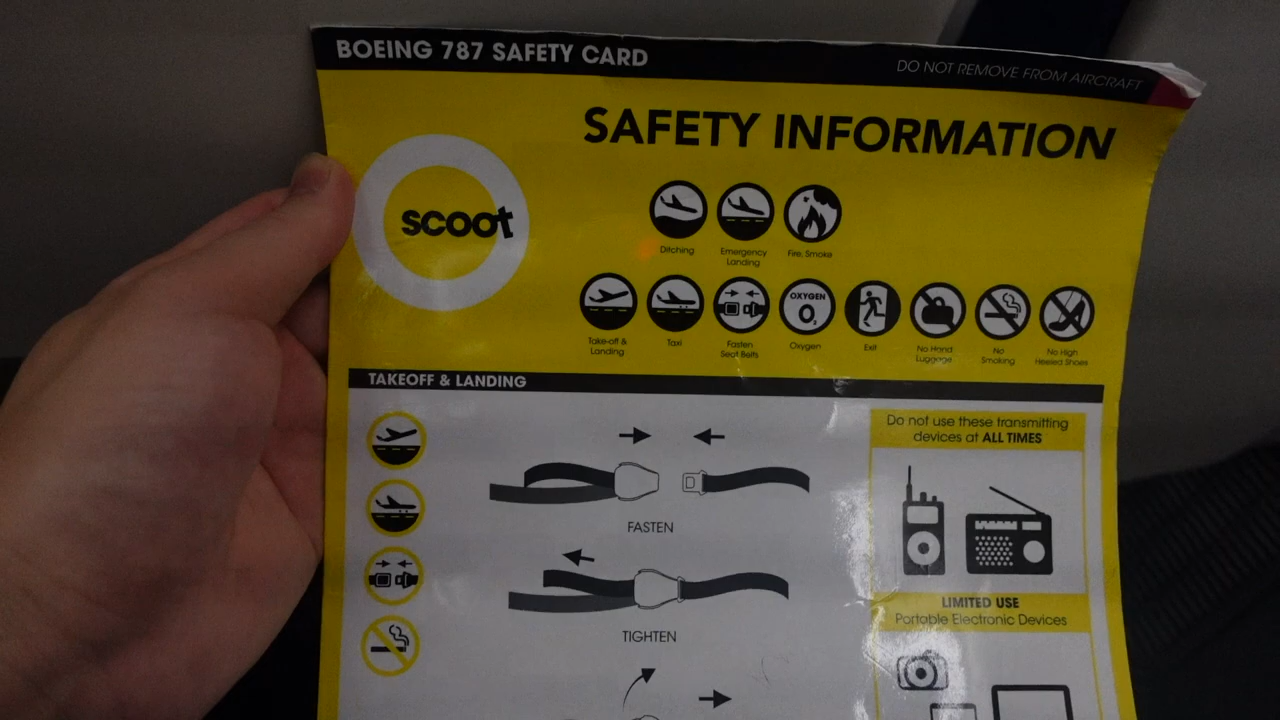 BOEING 787 SAFETY CARD
DO NOT REMOVE FROM AIRCRAFT
SAFETY INFORMATION
scoot
Ditching
Emergency
Landing
Fire, Smoke
OXYGEN
O2
Take-off &
Landing
Taxi
Fasten
Seat Belts
Oxygen
Exit
No Hand
Luggage
No
Smoking
No High
Heeled Shoes
TAKEOFF & LANDING
Do not use these transmitting
devices at ALL TIMES
FASTEN
TIGHTEN
LIMITED USE
Portable Electronic Devices